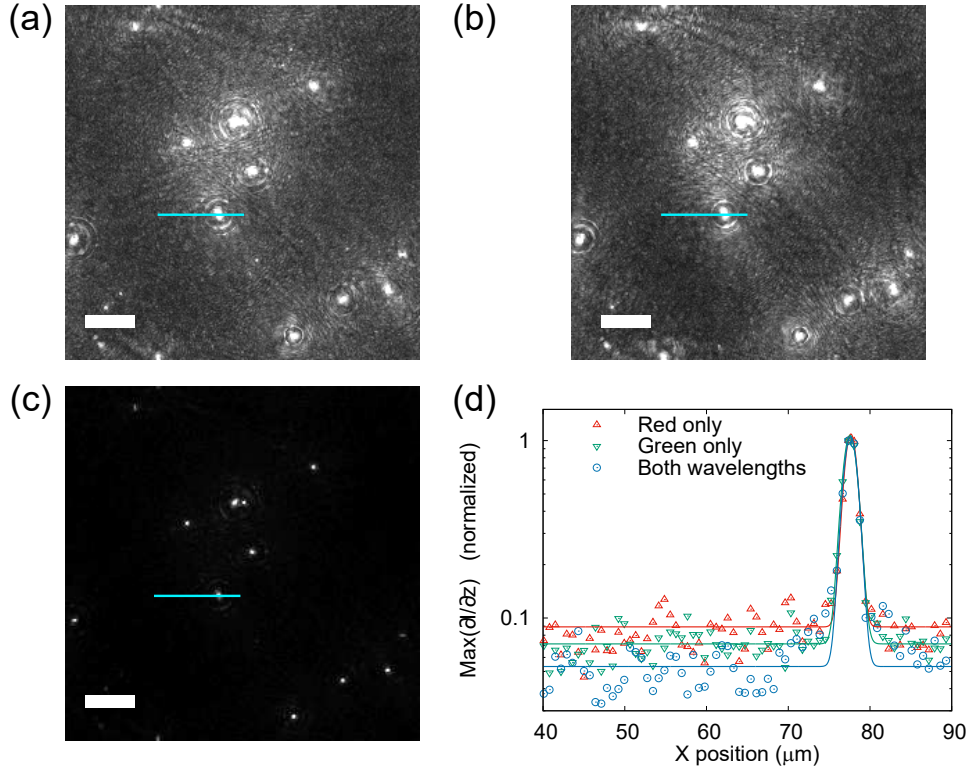 (a)
(b)
(c)
(d)
Red only
Green only
Both wavelengths
1
0.1
Max(∂I/∂z) (normalized)
40 50 60 70 80 90
X position (μm)